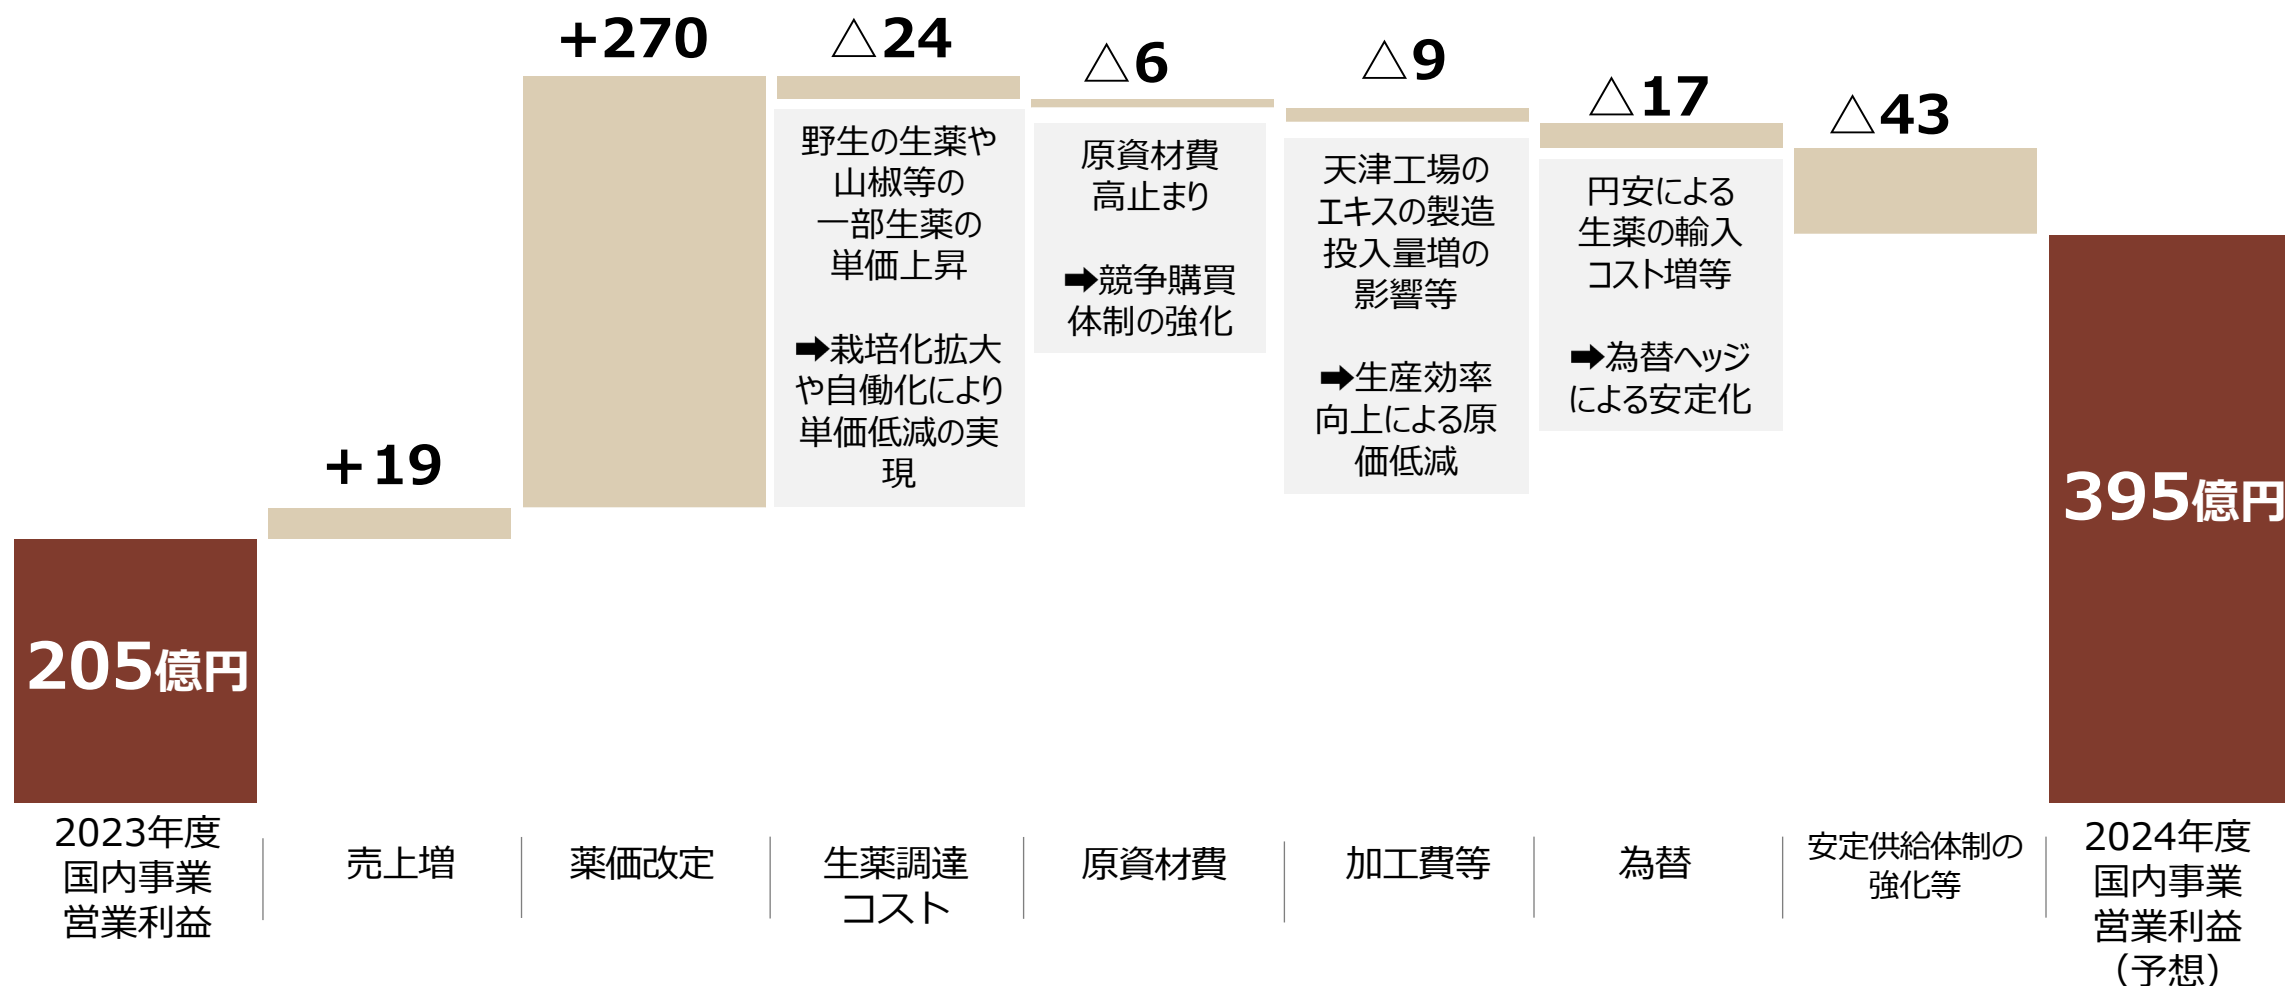 +270
△24
△6
△9
△17
△43
野生の生薬や
山椒等の
一部生薬の
単価上昇
➡栽培化拡大
や自働化により
単価低減の実
現
原資材費
高止まり
➡競争購買
体制の強化
天津工場の
エキスの製造
投入量増の
影響等
➡生産効率
向上による原
価低減
円安による
生薬の輸入
コスト増等
➡為替ヘッジ
による安定化
+19
205億円
395億円
2023年度
国内事業
営業利益
売上増
薬価改定
生薬調達
コスト
原資材費
加工費等
為替
安定供給体制の
強化等
2024年度
国内事業
営業利益
（予想）